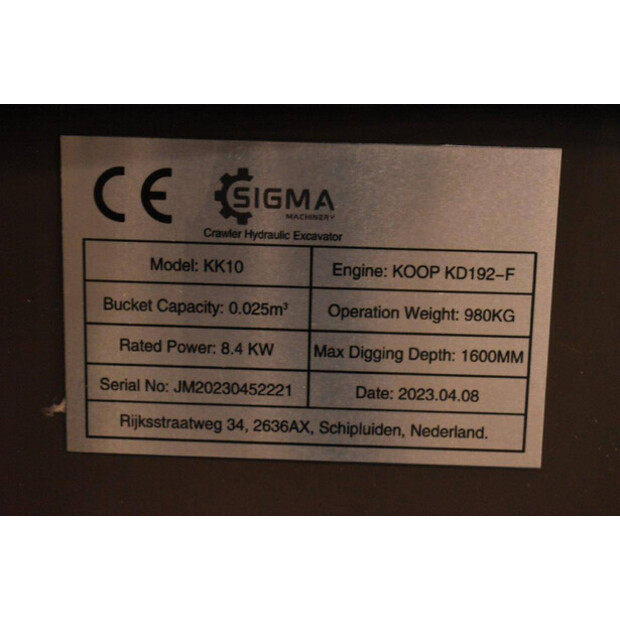 CE SIGMA
MACHINERY
Crawler Hydraulic Excavator
Model: KK10
Engine: KOOP KD192-F
Bucket Capacity: 0.025m³
Operation Weight: 980KG
Rated Power: 8.4 KW
Max Digging Depth: 1600MM
Serial No: JM20230452221
Date: 2023.04.08
Rijksstraatweg 34, 2636AX, Schipluiden, Nederland.